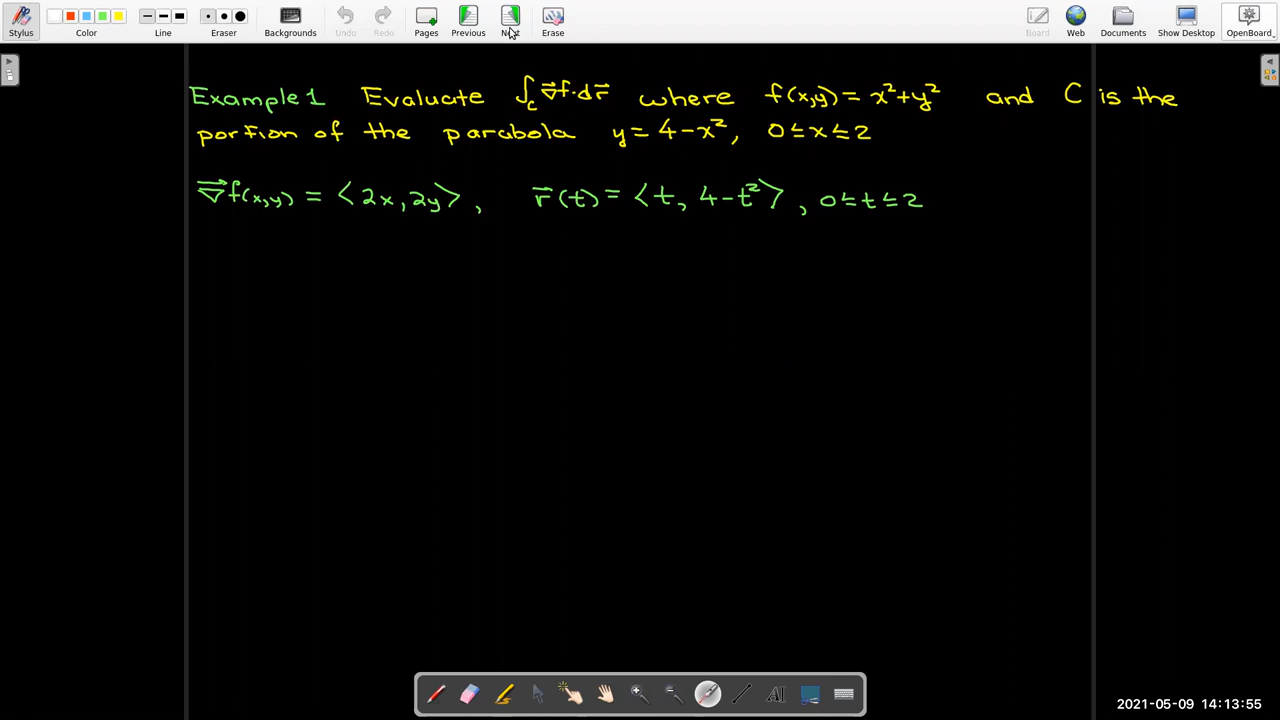 Stylus Color Line Eraser Backgrounds Undo Redo Pages Previous Next Erase Board Web Documents Show Desktop OpenBoard
Example 1 Evaluate ∫_C ∇⃗f·dr⃗ where f(x,y) = x²+y² and C is the
portion of the parabola y = 4-x², 0≤x≤2
∇⃗f(x,y) = ⟨2x, 2y⟩, r⃗(t) = ⟨t, 4-t²⟩, 0≤t≤2
AI
2021-05-09 14:13:55